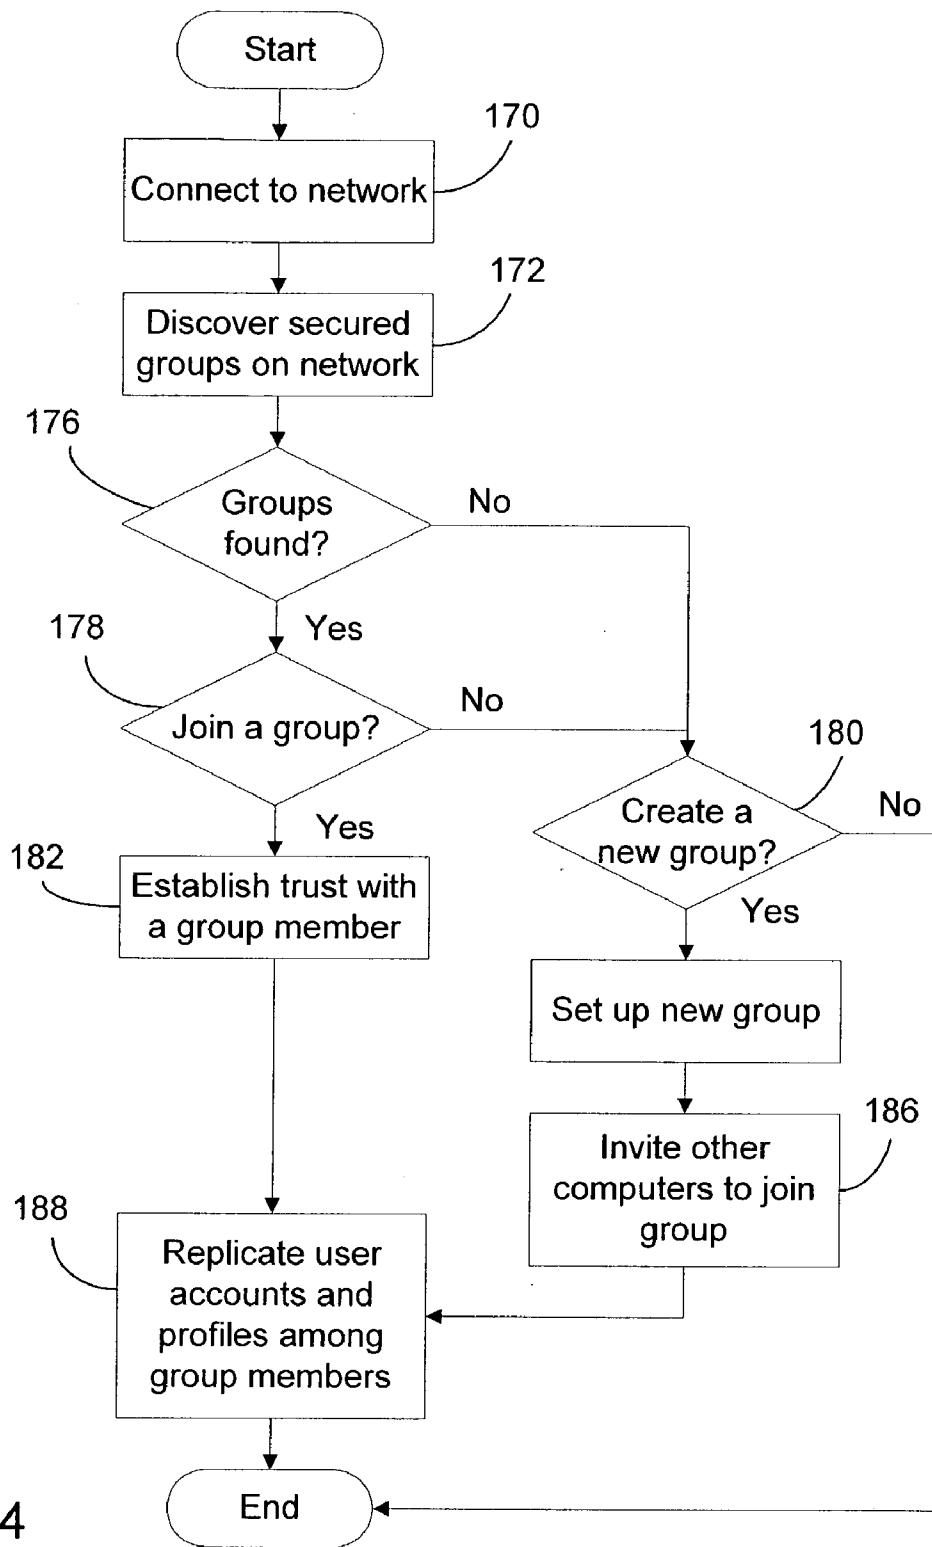 Start
170
Connect to network
172
Discover secured
groups on network
176
Groups
found?
No
Yes
178
Join a group?
No
Yes
180
Create a
new group?
No
Yes
182
Establish trust with
a group member
Set up new group
186
Invite other
computers to join
group
188
Replicate user
accounts and
profiles among
group members
End
4